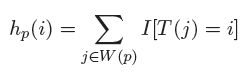 h_p(i) = \sum_{j \in W(p)} I[T(j) = i]